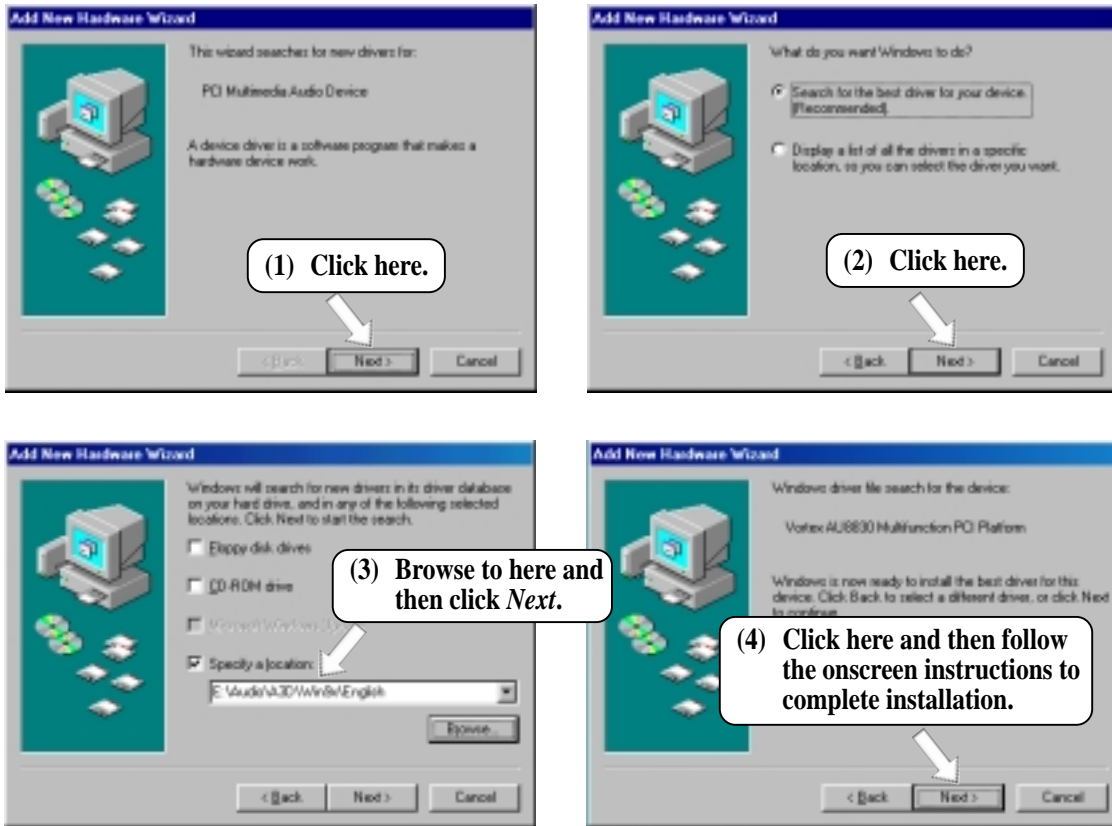 Add New Hardware Wizard
This wizard searches for new drivers for:
PCI Multimedia Audio Device
A device driver is a software program that makes a
hardware device work.
(1) Click here.
< Back
Next >
Cancel
Add New Hardware Wizard
What do you want Windows to do?
Search for the best driver for your device.
(Recommended).
Display a list of all the drivers in a specific
location, so you can select the driver you want.
(2) Click here.
< Back
Next >
Cancel
Add New Hardware Wizard
Windows will search for new drivers in its driver database
on your hard drive, and in any of the following selected
locations. Click Next to start the search.
Floppy disk drives
CD-ROM drive
Microsoft Windows
Specify a location:
E:\Audio\A3D\Win9x\English
Browse...
(3) Browse to here and
then click Next.
< Back
Next >
Cancel
Add New Hardware Wizard
Windows driver file search for the device:
Vortex AU8830 Multifunction PCI Platform
Windows is now ready to install the best driver for this
device. Click Back to select a different driver, or click Next
to continue.
(4) Click here and then follow
the onscreen instructions to
complete installation.
< Back
Next >
Cancel